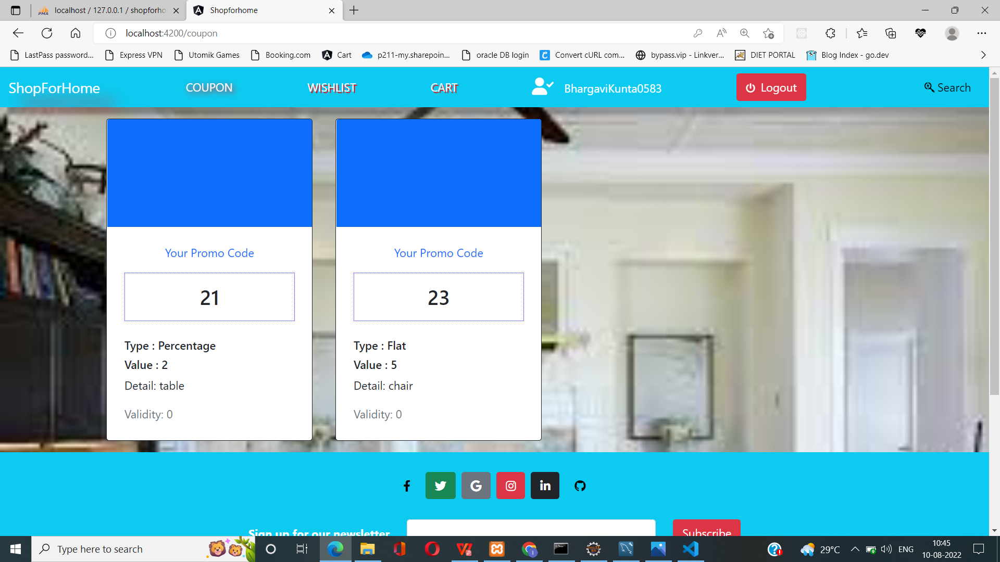 localhost / 127.0.0.1 / shopforho
Shopforhome
localhost:4200/coupon
LastPass password...
Express VPN
Utomik Games
Booking.com
Cart
p211-my.sharepoin...
oracle DB login
Convert cURL com...
bypass.vip - Linkver...
DIET PORTAL
Blog Index - go.dev
ShopForHome
COUPON
WISHLIST
CART
BhargaviKunta0583
Logout
Search
Your Promo Code
21
Type : Percentage
Value : 2
Detail: table
Validity: 0
Your Promo Code
23
Type : Flat
Value : 5
Detail: chair
Validity: 0
Sign up for our newsletter
Subscribe
Type here to search
29°C
ENG
10:45
10-08-2022